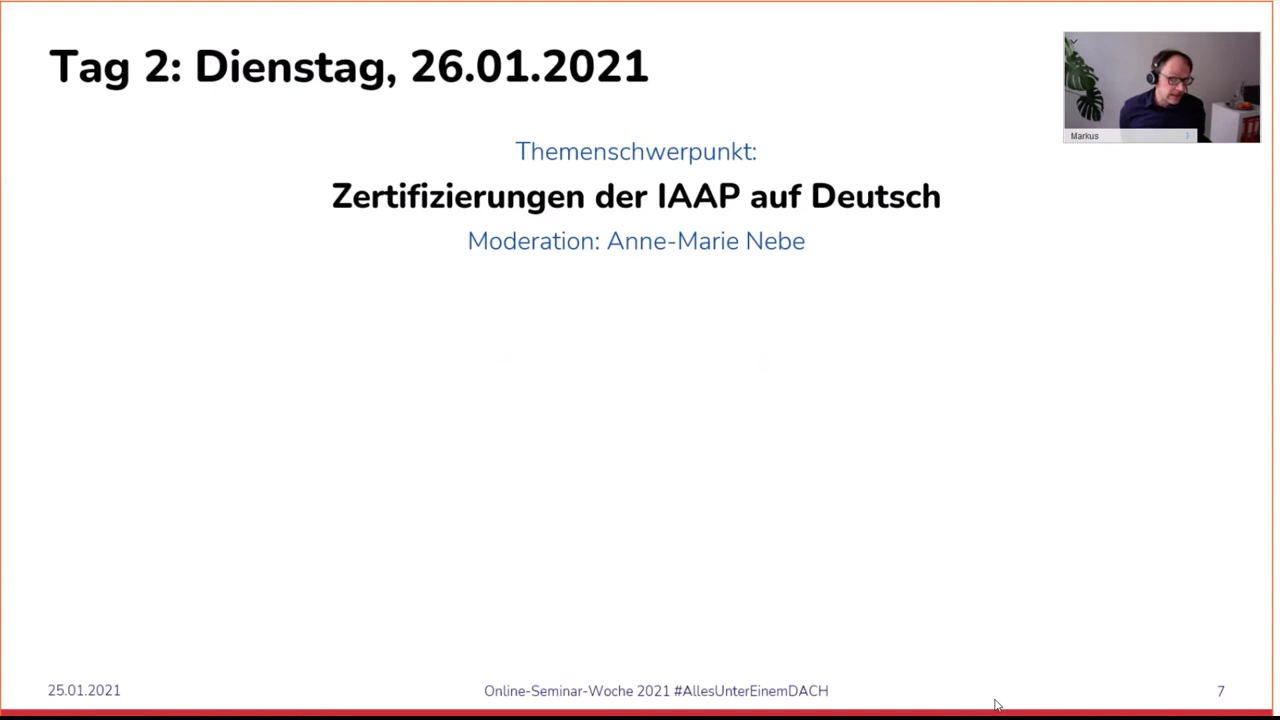 Tag 2: Dienstag, 26.01.2021
Markus
Themenschwerpunkt:
Zertifizierungen der IAAP auf Deutsch
Moderation: Anne-Marie Nebe
25.01.2021
Online-Seminar-Woche 2021 #AllesUnterEinemDACH
7